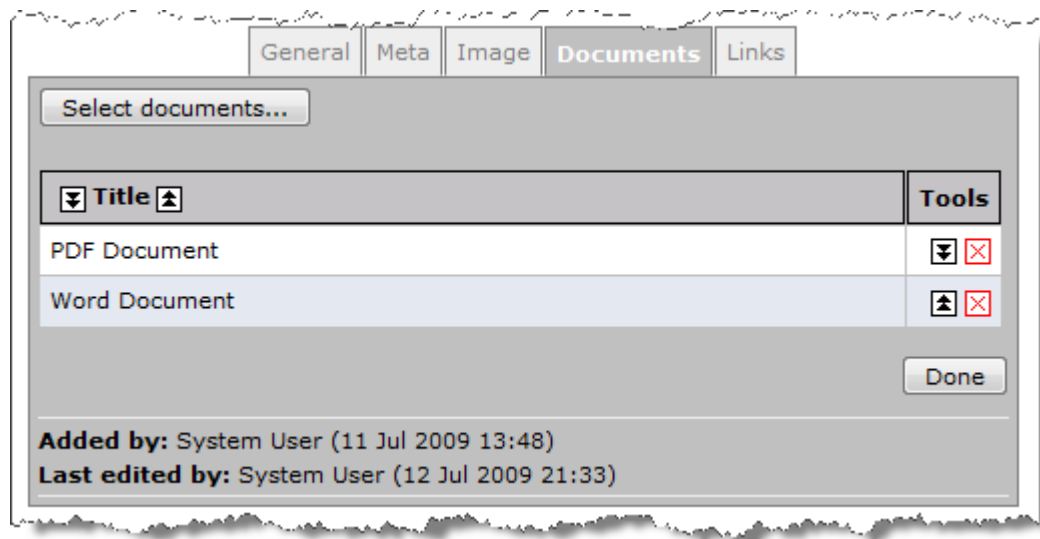 General Meta Image Documents Links
Select documents...
Title Tools
PDF Document
Word Document
Done
Added by: System User (11 Jul 2009 13:48)
Last edited by: System User (12 Jul 2009 21:33)